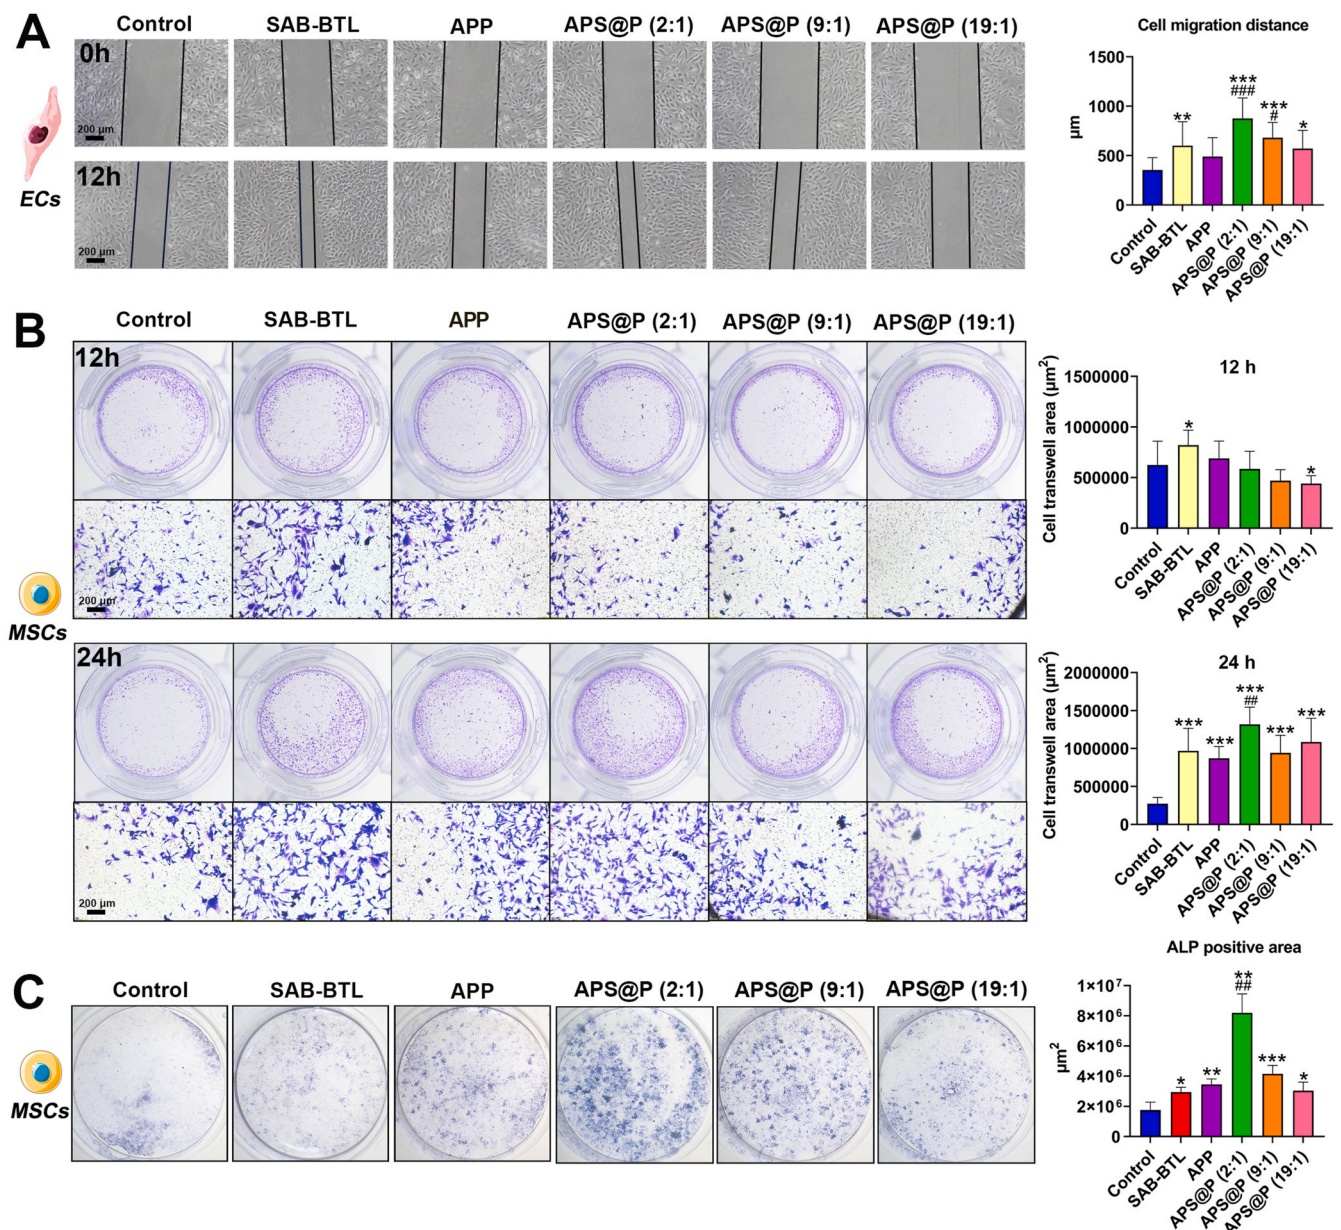 A
Control SAB-BTL APP APS@P (2:1) APS@P (9:1) APS@P (19:1)
0h
200 μm
12h
200 μm
ECs
Cell migration distance
μm
1500
1000
500
0
** *** ### *** # *
Control SAB-BTL APP APS@P (2:1) APS@P (9:1) APS@P (19:1)
B
Control SAB-BTL APP APS@P (2:1) APS@P (9:1) APS@P (19:1)
12h
200 μm
MSCs
24h
200 μm
12 h
Cell transwell area (μm²)
1500000
1000000
500000
0
* *
Control SAB-BTL APP APS@P (2:1) APS@P (9:1) APS@P (19:1)
24 h
Cell transwell area (μm²)
2000000
1500000
1000000
500000
0
*** *** *** ## *** ***
Control SAB-BTL APP APS@P (2:1) APS@P (9:1) APS@P (19:1)
C
Control SAB-BTL APP APS@P (2:1) APS@P (9:1) APS@P (19:1)
MSCs
ALP positive area
μm²
1×10⁷
8×10⁶
6×10⁶
4×10⁶
2×10⁶
0
* ** ** ## *** *
Control SAB-BTL APP APS@P (2:1) APS@P (9:1) APS@P (19:1)